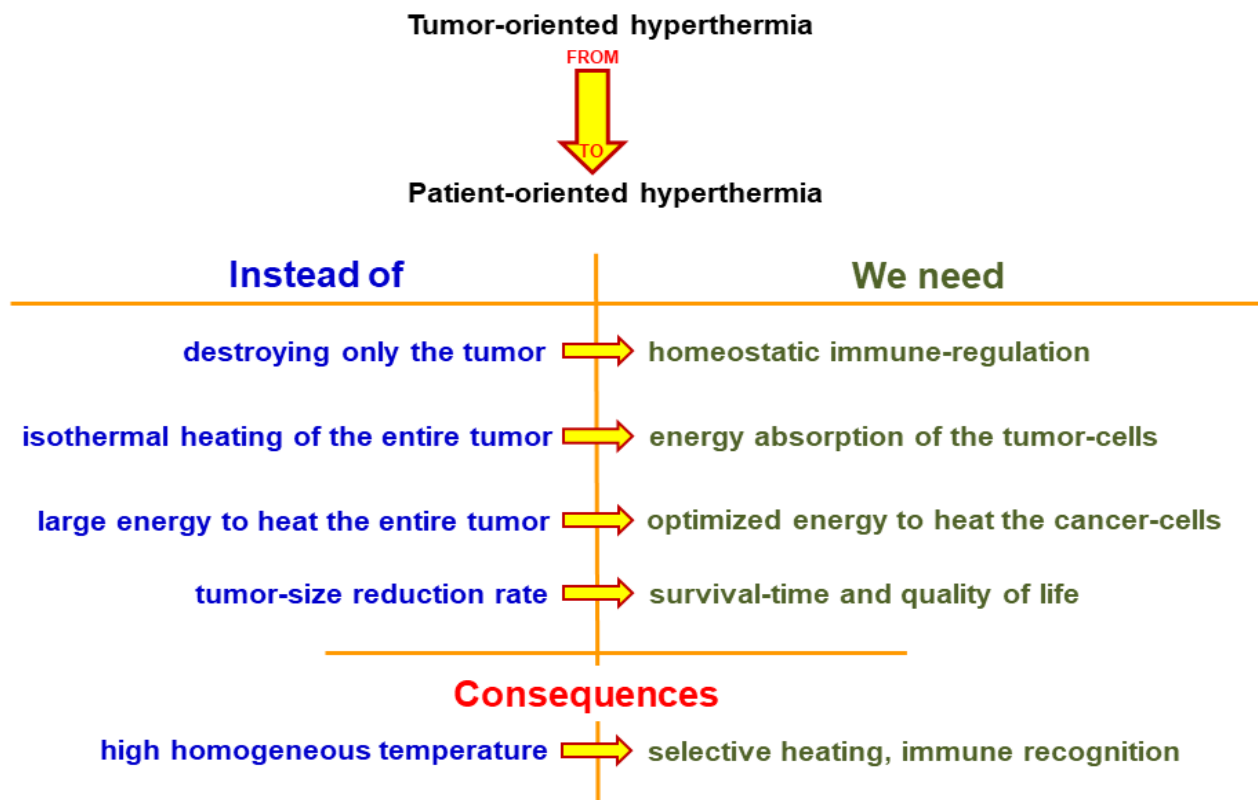 Tumor-oriented hyperthermia
FROM
TO
Patient-oriented hyperthermia
Instead of We need
destroying only the tumor homeostatic immune-regulation
isothermal heating of the entire tumor energy absorption of the tumor-cells
large energy to heat the entire tumor optimized energy to heat the cancer-cells
tumor-size reduction rate survival-time and quality of life
Consequences
high homogeneous temperature selective heating, immune recognition